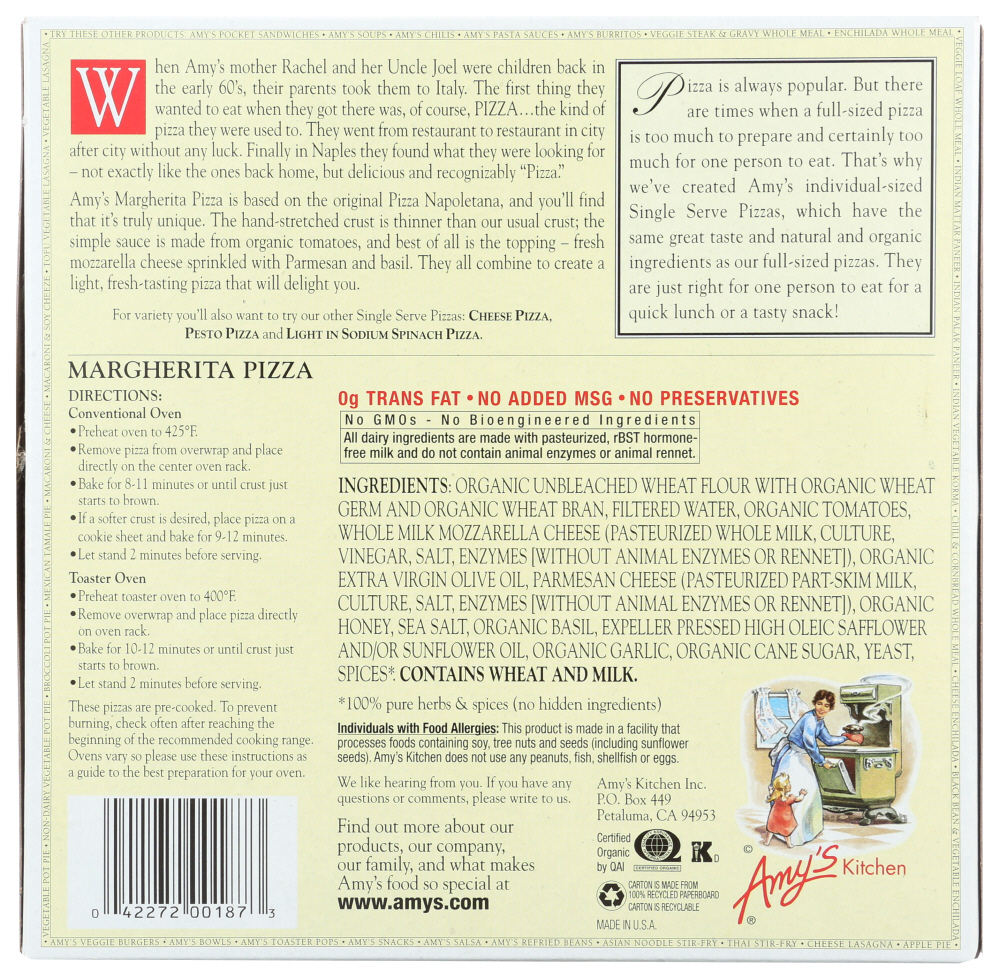 • TRY THESE OTHER PRODUCTS: AMY'S POCKET SANDWICHES • AMY'S SOUPS • AMY'S CHILIS • AMY'S PASTA SAUCES • AMY'S BURRITOS • VEGGIE STEAK & GRAVY WHOLE MEAL • ENCHILADA WHOLE MEAL •
When Amy's mother Rachel and her Uncle Joel were children back in
the early 60's, their parents took them to Italy. The first thing they
wanted to eat when they got there was, of course, PIZZA…the kind of
pizza they were used to. They went from restaurant to restaurant in city
after city without any luck. Finally in Naples they found what they were looking for
– not exactly like the ones back home, but delicious and recognizably “Pizza.”
Amy's Margherita Pizza is based on the original Pizza Napoletana, and you'll find
that it's truly unique. The hand-stretched crust is thinner than our usual crust; the
simple sauce is made from organic tomatoes, and best of all is the topping – fresh
mozzarella cheese sprinkled with Parmesan and basil. They all combine to create a
light, fresh-tasting pizza that will delight you.
For variety you'll also want to try our other Single Serve Pizzas: CHEESE PIZZA,
PESTO PIZZA and LIGHT IN SODIUM SPINACH PIZZA.
Pizza is always popular. But there
are times when a full-sized pizza
is too much to prepare and certainly too
much for one person to eat. That's why
we've created Amy's individual-sized
Single Serve Pizzas, which have the
same great taste and natural and organic
ingredients as our full-sized pizzas. They
are just right for one person to eat for a
quick lunch or a tasty snack!
MARGHERITA PIZZA
DIRECTIONS:
Conventional Oven
• Preheat oven to 425°F.
• Remove pizza from overwrap and place
directly on the center oven rack.
• Bake for 8-11 minutes or until crust just
starts to brown.
• If a softer crust is desired, place pizza on a
cookie sheet and bake for 9-12 minutes.
• Let stand 2 minutes before serving.
Toaster Oven
• Preheat toaster oven to 400°F.
• Remove overwrap and place pizza directly
on oven rack.
• Bake for 10-12 minutes or until crust just
starts to brown.
• Let stand 2 minutes before serving.
These pizzas are pre-cooked. To prevent
burning, check often after reaching the
beginning of the recommended cooking range.
Ovens vary so please use these instructions as
a guide to the best preparation for your oven.
0 42272 00187 3
0g TRANS FAT • NO ADDED MSG • NO PRESERVATIVES
No GMOs - No Bioengineered Ingredients
All dairy ingredients are made with pasteurized, rBST hormone-
free milk and do not contain animal enzymes or animal rennet.
INGREDIENTS: ORGANIC UNBLEACHED WHEAT FLOUR WITH ORGANIC WHEAT
GERM AND ORGANIC WHEAT BRAN, FILTERED WATER, ORGANIC TOMATOES,
WHOLE MILK MOZZARELLA CHEESE (PASTEURIZED WHOLE MILK, CULTURE,
VINEGAR, SALT, ENZYMES [WITHOUT ANIMAL ENZYMES OR RENNET]), ORGANIC
EXTRA VIRGIN OLIVE OIL, PARMESAN CHEESE (PASTEURIZED PART-SKIM MILK,
CULTURE, SALT, ENZYMES [WITHOUT ANIMAL ENZYMES OR RENNET]), ORGANIC
HONEY, SEA SALT, ORGANIC BASIL, EXPELLER PRESSED HIGH OLEIC SAFFLOWER
AND/OR SUNFLOWER OIL, ORGANIC GARLIC, ORGANIC CANE SUGAR, YEAST,
SPICES*. CONTAINS WHEAT AND MILK.
*100% pure herbs & spices (no hidden ingredients)
Individuals with Food Allergies: This product is made in a facility that
processes foods containing soy, tree nuts and seeds (including sunflower
seeds). Amy's Kitchen does not use any peanuts, fish, shellfish or eggs.
We like hearing from you. If you have any
questions or comments, please write to us.
Find out more about our
products, our company,
our family, and what makes
Amy's food so special at
www.amys.com
Amy's Kitchen Inc.
P.O. Box 449
Petaluma, CA 94953
Certified
Organic
by QAI
CERTIFIED ORGANIC
K D
CARTON IS MADE FROM
100% RECYCLED PAPERBOARD
CARTON IS RECYCLABLE
MADE IN U.S.A.
©
Amy's Kitchen
®
• VEGGIE LOAF WHOLE MEAL • INDIAN MATTAR PANEER • INDIAN PALAK PANEER • INDIAN VEGETABLE KORMA • CHILI & CORNBREAD WHOLE MEAL • CHEESE ENCHILADA • BLACK BEAN & VEGETABLE ENCHILADA
• AMY'S VEGGIE BURGERS • AMY'S BOWLS • AMY'S TOASTER POPS • AMY'S SNACKS • AMY'S SALSA • AMY'S REFRIED BEANS • ASIAN NOODLE STIR-FRY • THAI STIR-FRY • CHEESE LASAGNA • APPLE PIE •
VEGETABLE POT PIE • NON-DAIRY VEGETABLE POT PIE • BROCCOLI POT PIE • MEXICAN TAMALE PIE • MACARONI & CHEESE • MACARONI & SOY CHEEZE • TOFU VEGETABLE LASAGNA • VEGETABLE LASAGNA